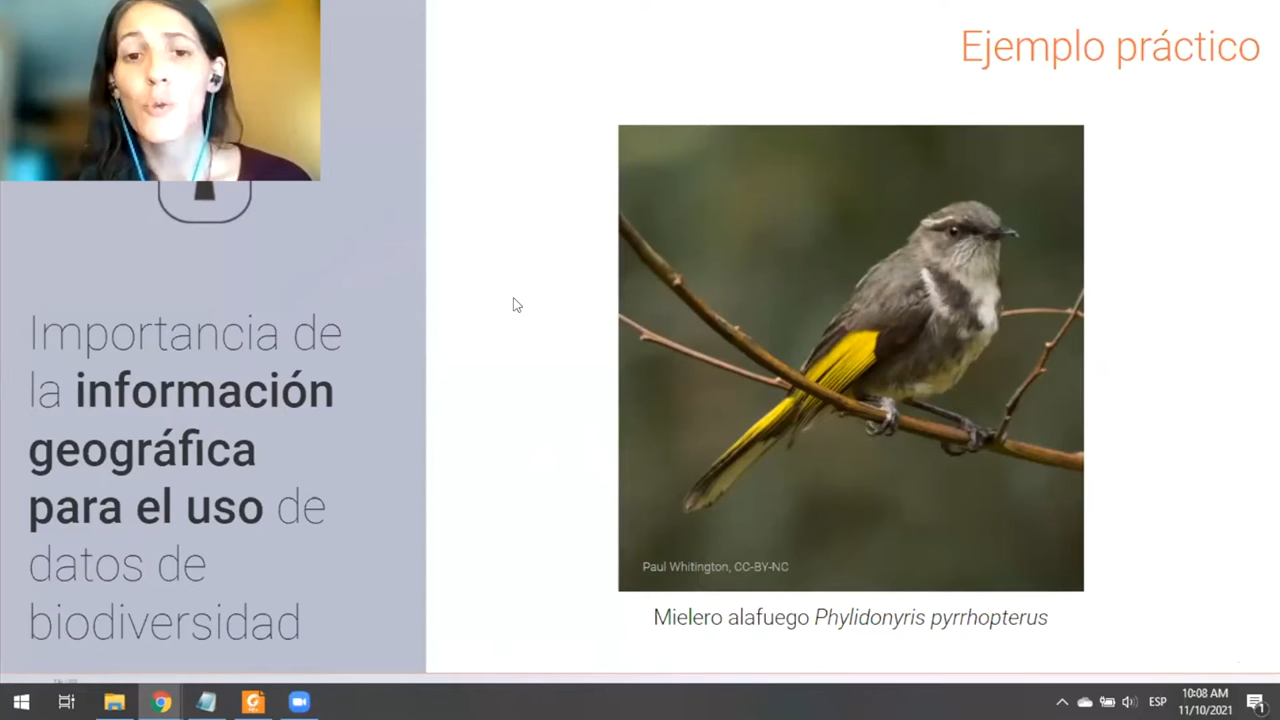 Ejemplo práctico
Importancia de
la información
geográfica
para el uso de
datos de
biodiversidad
Paul Whitington, CC-BY-NC
Mielero alafuego Phylidonyris pyrrhopterus
ESP
10:08 AM
11/10/2021
1